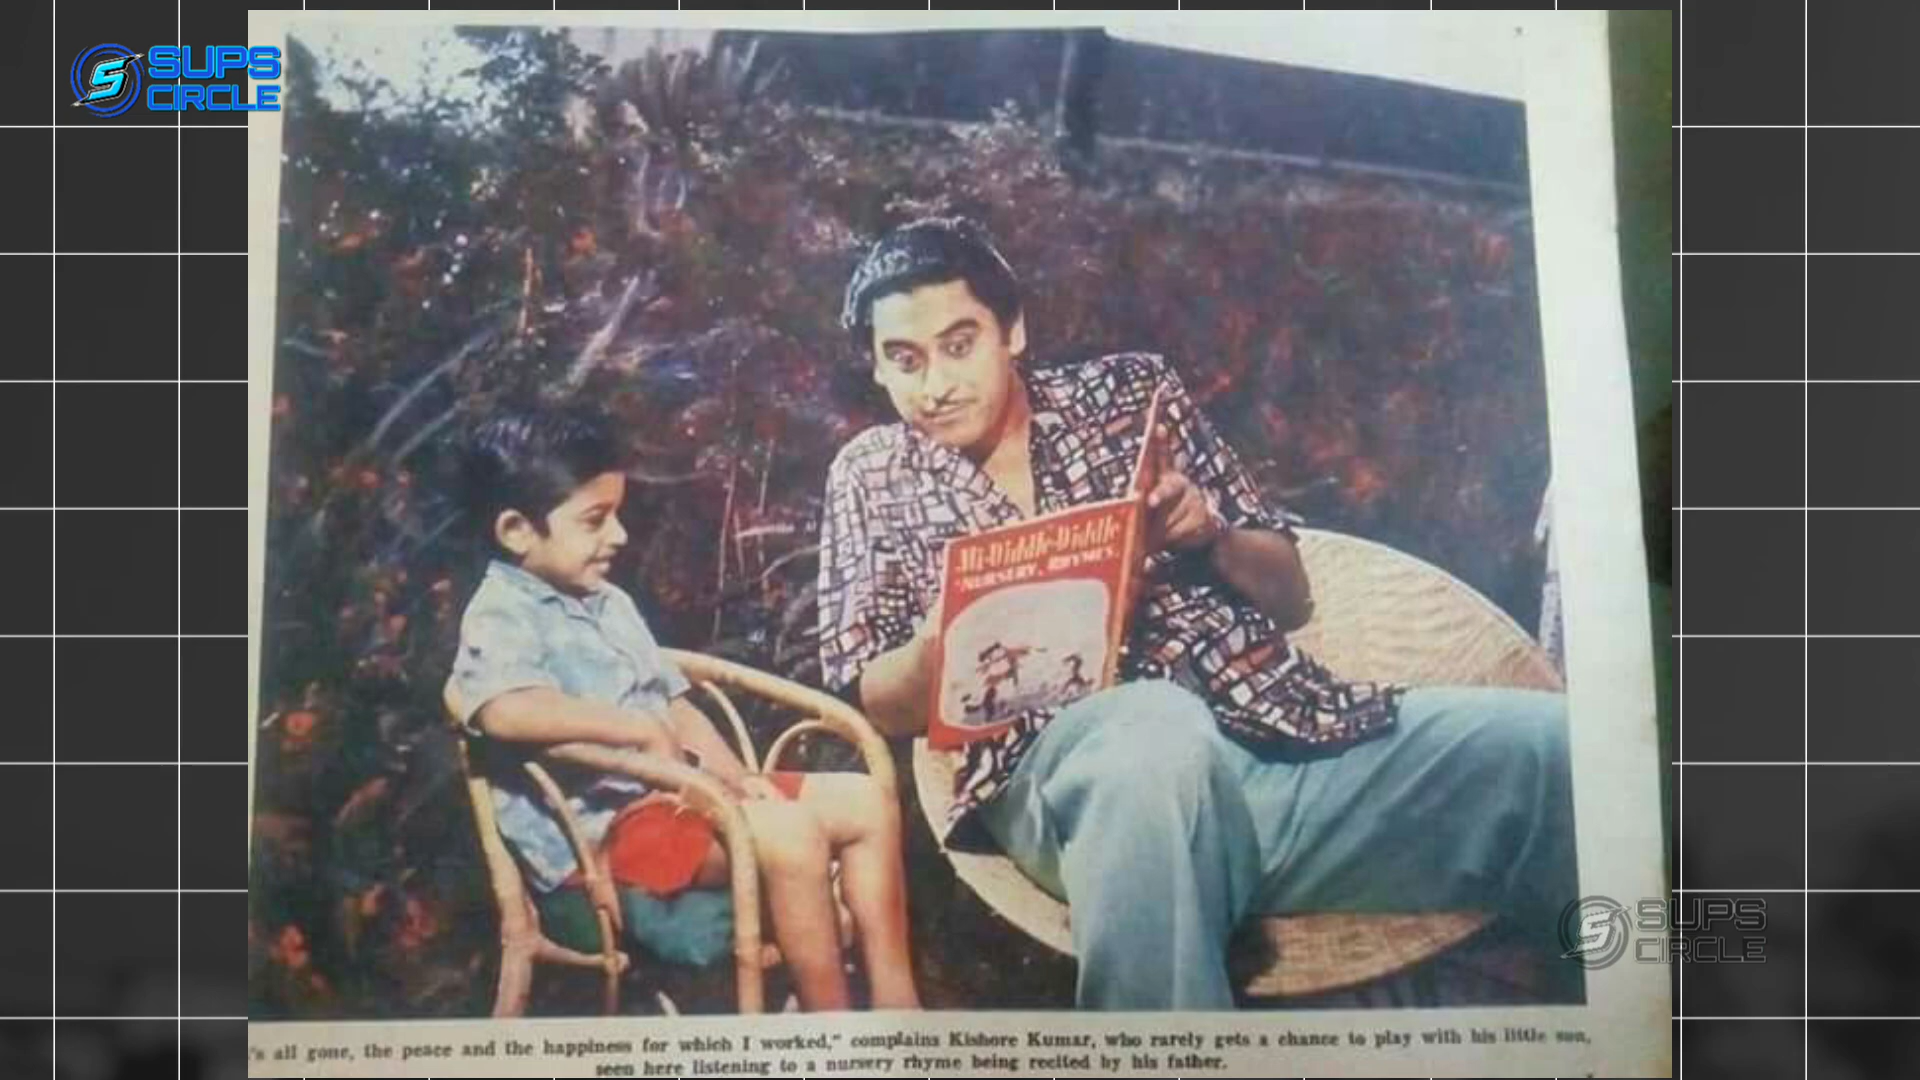 SUPS
CIRCLE
Hi-Diddle-Diddle
NURSERY RHYMES
SUPS
CIRCLE
's all gone, the peace and the happiness for which I worked," complains Kishore Kumar, who rarely gets a chance to play with his little son,
seen here listening to a nursery rhyme being recited by his father.